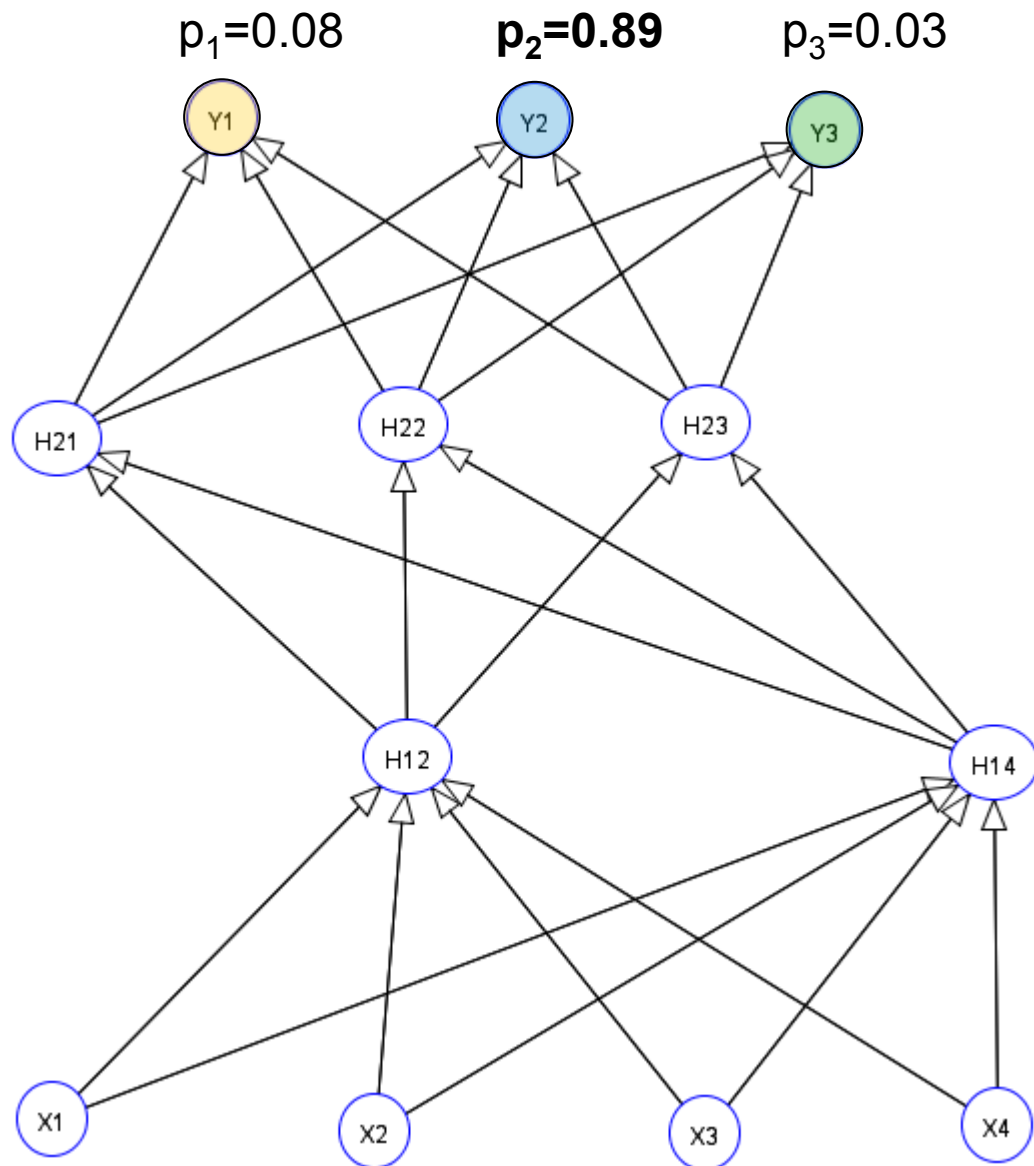 p₁=0.08 p₂=0.89 p₃=0.03
Y1 Y2 Y3
H21 H22 H23
H12 H14
X1 X2 X3 X4